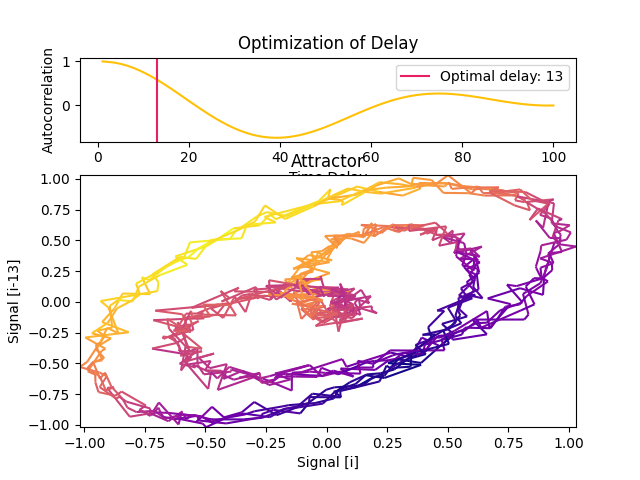 Optimization of Delay
Autocorrelation
1
0
Optimal delay: 13
0 20 40 60 80 100
Attractor
Signal [i-13]
1.00
0.75
0.50
0.25
0.00
−0.25
−0.50
−0.75
−1.00
−1.00 −0.75 −0.50 −0.25 0.00 0.25 0.50 0.75 1.00
Signal [i]